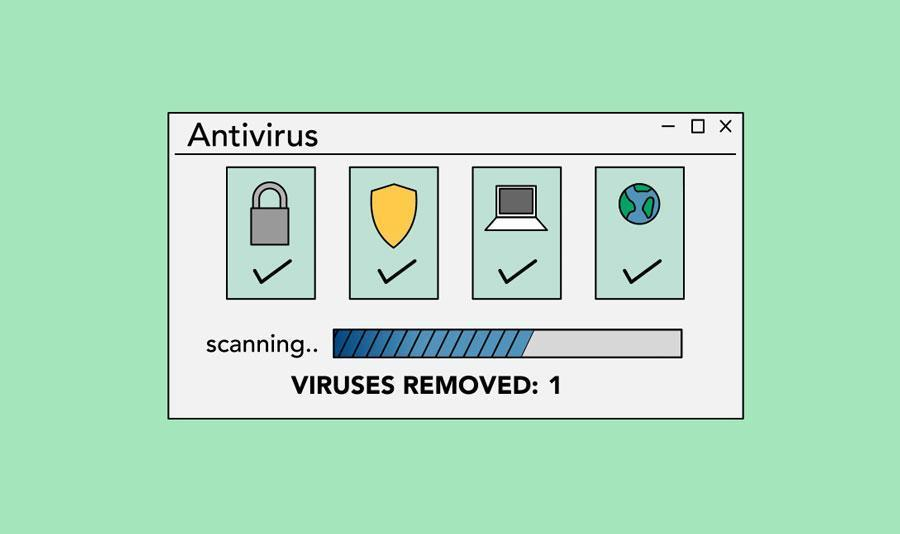 Antivirus
scanning..
VIRUSES REMOVED: 1